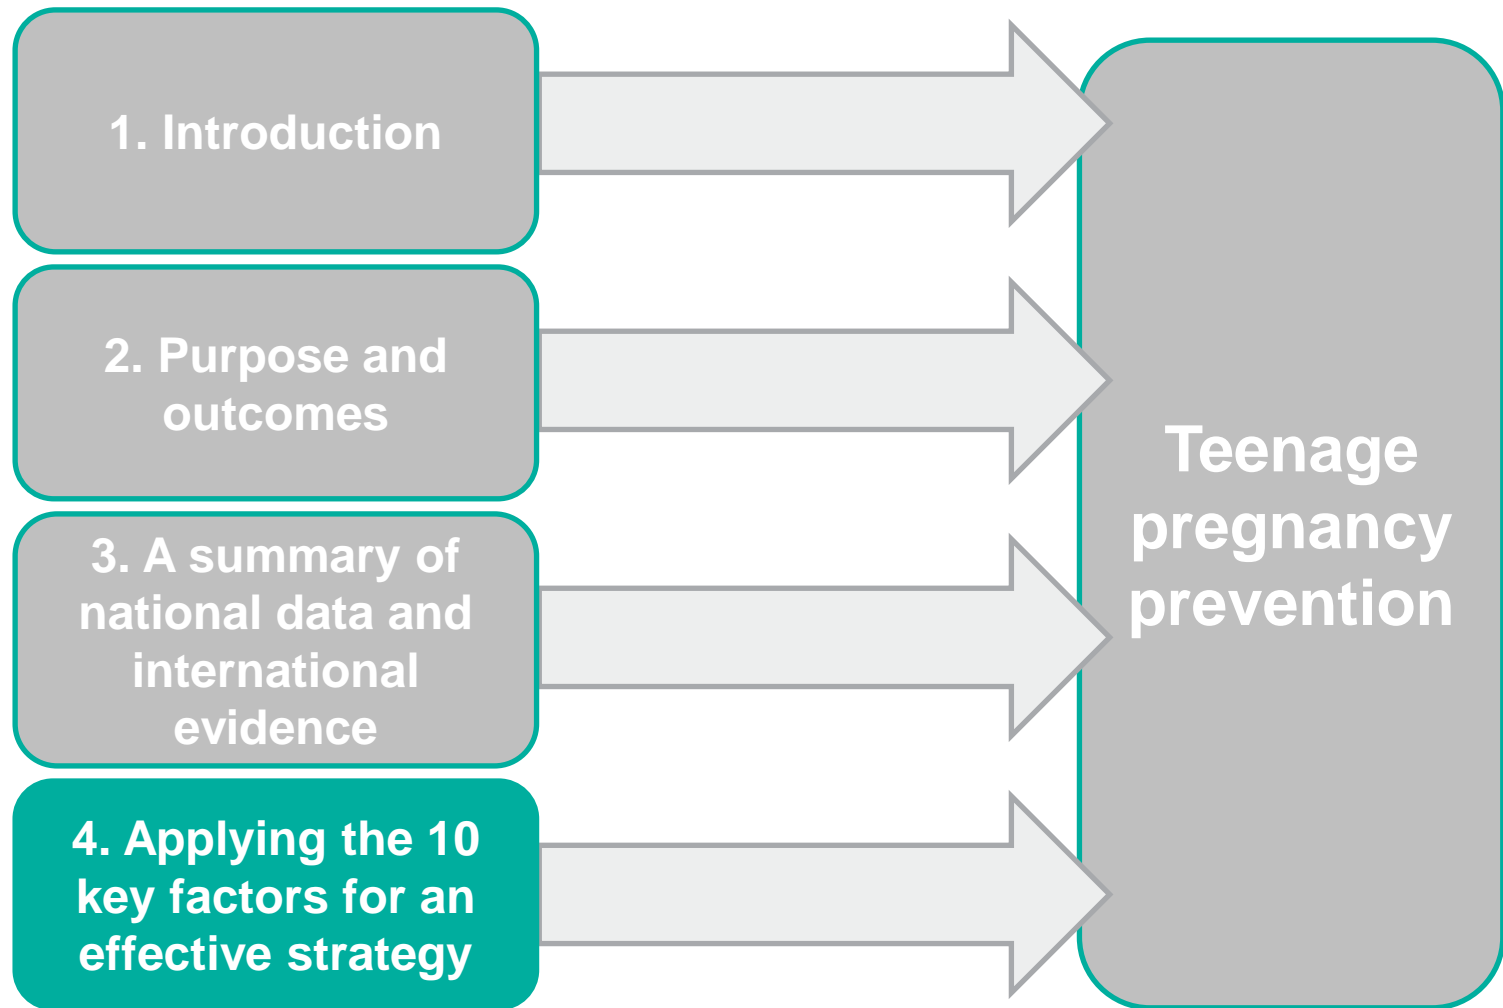 1. Introduction
2. Purpose and
outcomes
3. A summary of
national data and
international
evidence
4. Applying the 10
key factors for an
effective strategy
Teenage
pregnancy
prevention